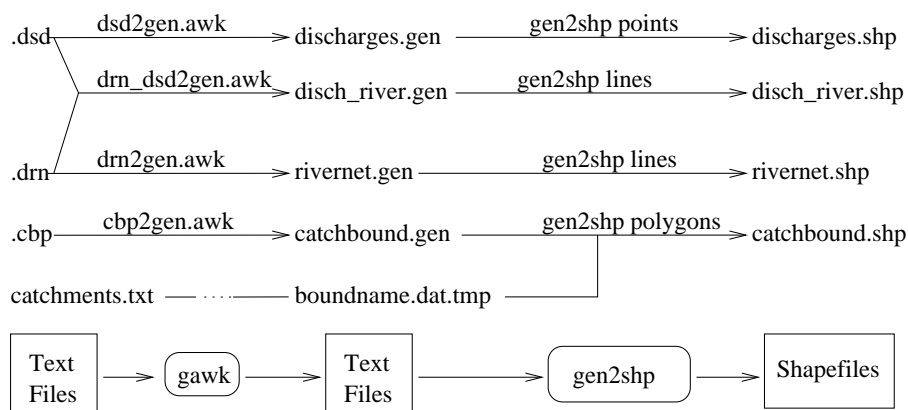 .dsd dsd2gen.awk discharges.gen gen2shp points discharges.shp
drn_dsd2gen.awk disch_river.gen gen2shp lines disch_river.shp
.drn drn2gen.awk rivernet.gen gen2shp lines rivernet.shp
.cbp cbp2gen.awk catchbound.gen gen2shp polygons catchbound.shp
catchments.txt boundname.dat.tmp
Text Files gawk Text Files gen2shp Shapefiles